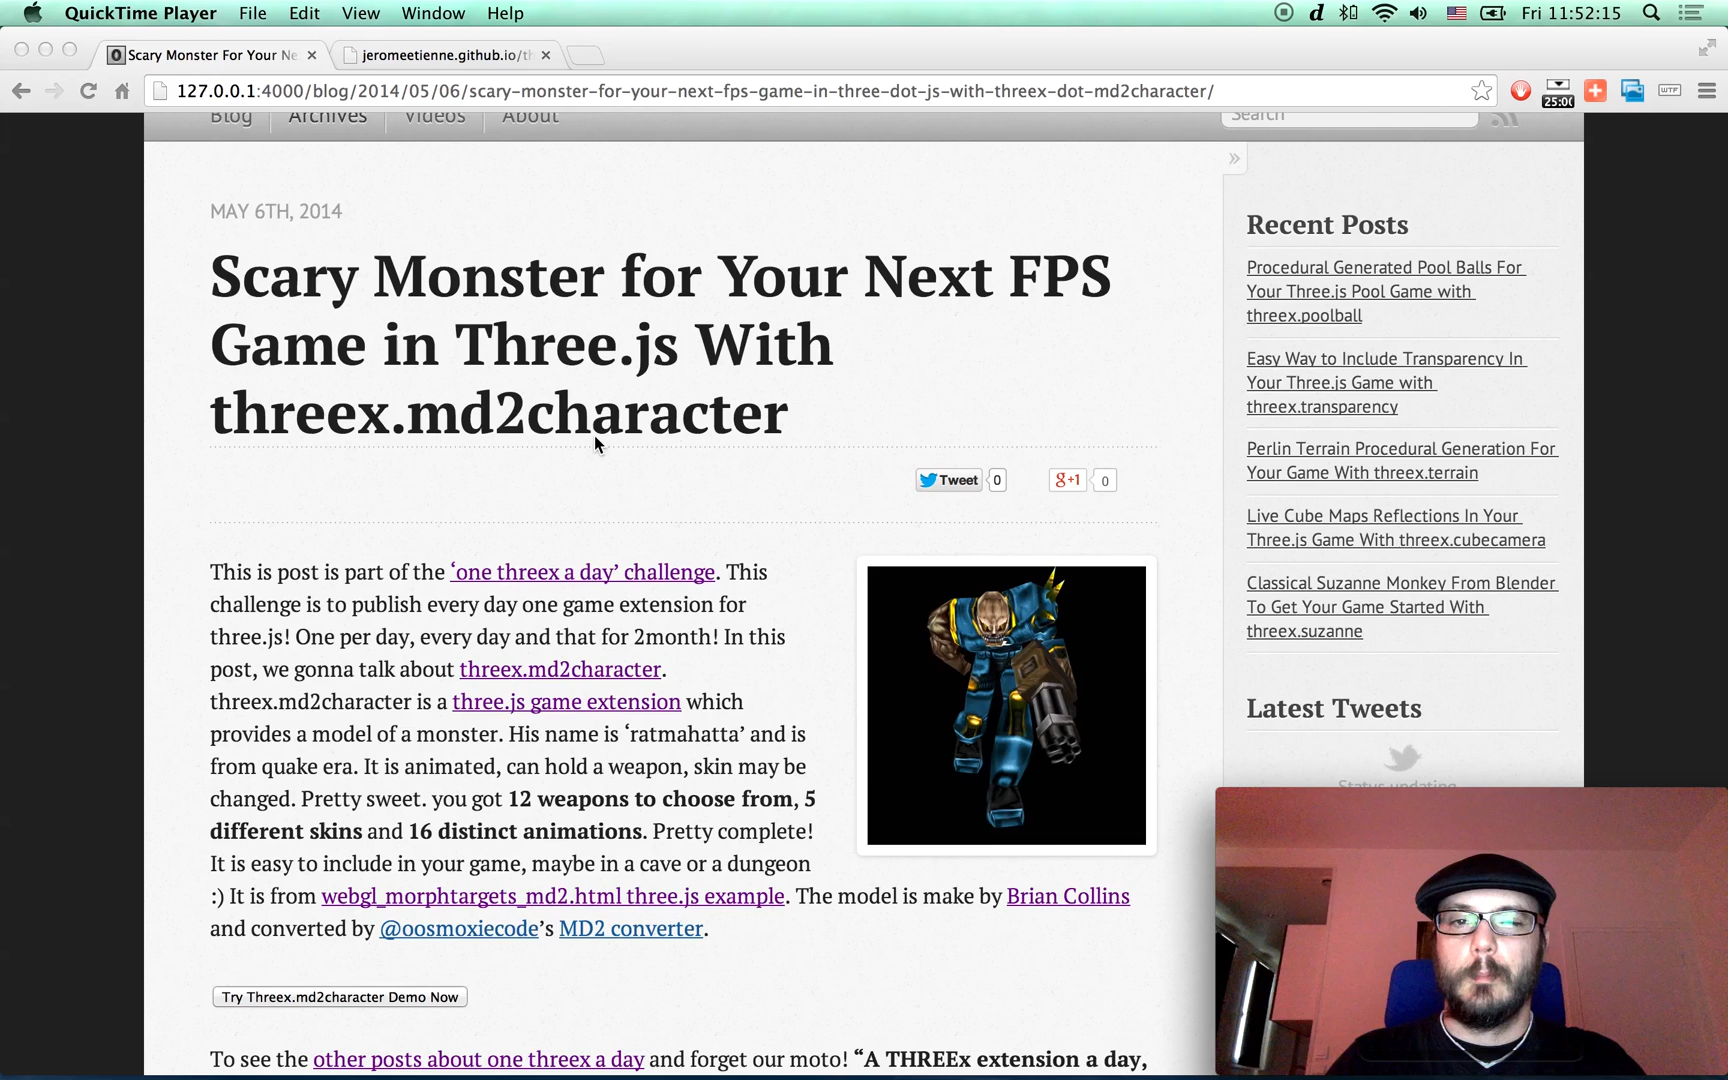 QuickTime Player File Edit View Window Help Fri 11:52:15
Scary Monster For Your Ne jeromeetienne.github.io/th
127.0.0.1:4000/blog/2014/05/06/scary-monster-for-your-next-fps-game-in-three-dot-js-with-threex-dot-md2character/ 25:00 WTF
Blog Archives Videos About Search
»
MAY 6TH, 2014
Scary Monster for Your Next FPS
Game in Three.js With
threex.md2character
Tweet 0 g+1 0
This is post is part of the ‘one threex a day’ challenge. This
challenge is to publish every day one game extension for
three.js! One per day, every day and that for 2month! In this
post, we gonna talk about threex.md2character.
threex.md2character is a three.js game extension which
provides a model of a monster. His name is ‘ratmahatta’ and is
from quake era. It is animated, can hold a weapon, skin may be
changed. Pretty sweet. you got 12 weapons to choose from, 5
different skins and 16 distinct animations. Pretty complete!
It is easy to include in your game, maybe in a cave or a dungeon
:) It is from webgl_morphtargets_md2.html three.js example. The model is make by Brian Collins
and converted by @oosmoxiecode’s MD2 converter.
Try Threex.md2character Demo Now
To see the other posts about one threex a day and forget our moto! “A THREEx extension a day,
Recent Posts
Procedural Generated Pool Balls For
Your Three.js Pool Game with
threex.poolball
Easy Way to Include Transparency In
Your Three.js Game with
threex.transparency
Perlin Terrain Procedural Generation For
Your Game With threex.terrain
Live Cube Maps Reflections In Your
Three.js Game With threex.cubecamera
Classical Suzanne Monkey From Blender
To Get Your Game Started With
threex.suzanne
Latest Tweets
Status updating